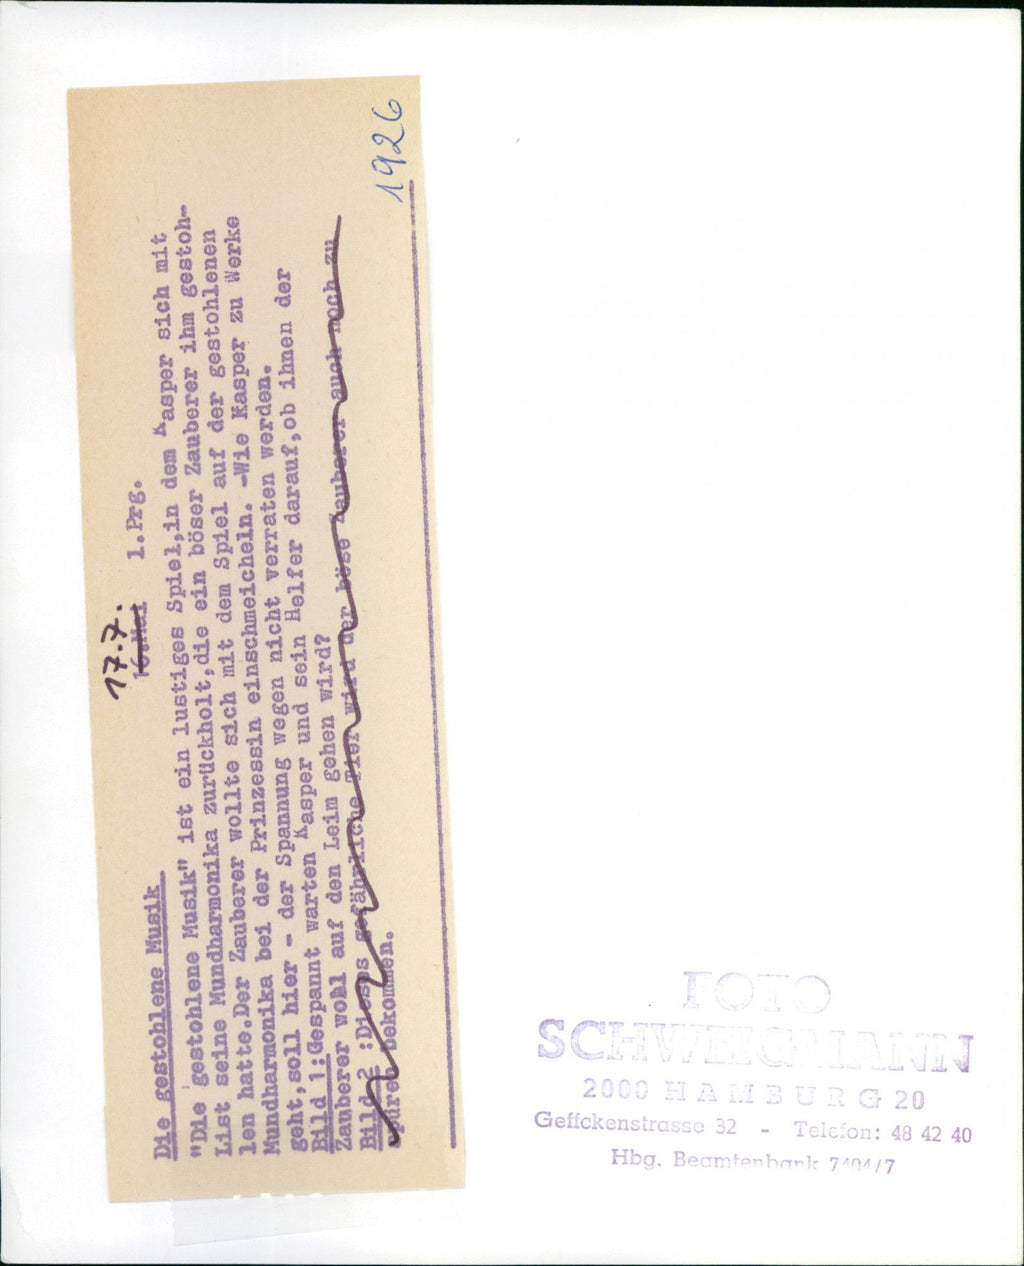 1926
17.7.
16.Mai 1.Prg.
Die gestohlene Musik
"Die gestohlene Musik" ist ein lustiges Spiel,in dem Kasper sich mit
List seine Mundharmonika zurückholt,die ein böser Zauberer ihm gestoh-
len hatte.Der Zauberer wollte sich mit dem Spiel auf der gestohlenen
Mundharmonika bei der Prinzessin einschmeicheln. -Wie Kasper zu Werke
geht,soll hier - der Spannung wegen nicht verraten werden.
Bild 1:Gespannt warten Kasper und sein Helfer darauf,ob ihnen der
Zauberer wohl auf den Leim gehen wird?
Bild 2 :Dieses gefährliche Tier wird der böse Zauberer auch noch zu
spüren bekommen.
FOTO
SCHWEIGMANN
2000 HAMBURG 20
Geffckenstrasse 32 - Telefon: 48 42 40
Hbg. Beamtenbank 7404/7